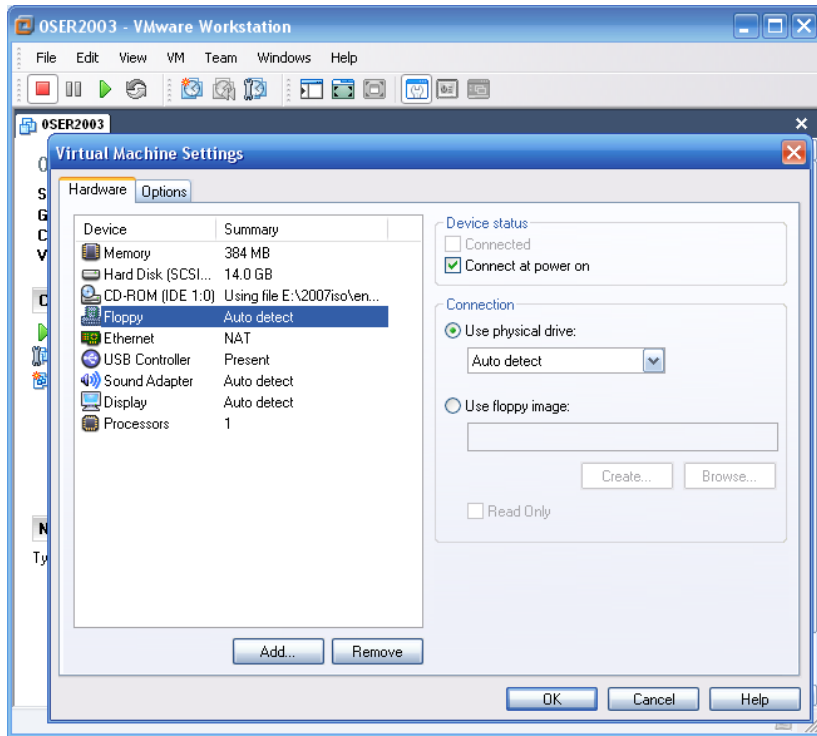 0SER2003 - VMware Workstation
File Edit View VM Team Windows Help
0SER2003
Virtual Machine Settings
Hardware Options
Device Summary
Memory 384 MB
Hard Disk (SCSI... 14.0 GB
CD-ROM (IDE 1:0) Using file E:\2007iso\en...
Floppy Auto detect
Ethernet NAT
USB Controller Present
Sound Adapter Auto detect
Display Auto detect
Processors 1
Add... Remove
Device status
Connected
Connect at power on
Connection
Use physical drive:
Auto detect
Use floppy image:
Create... Browse...
Read Only
OK Cancel Help